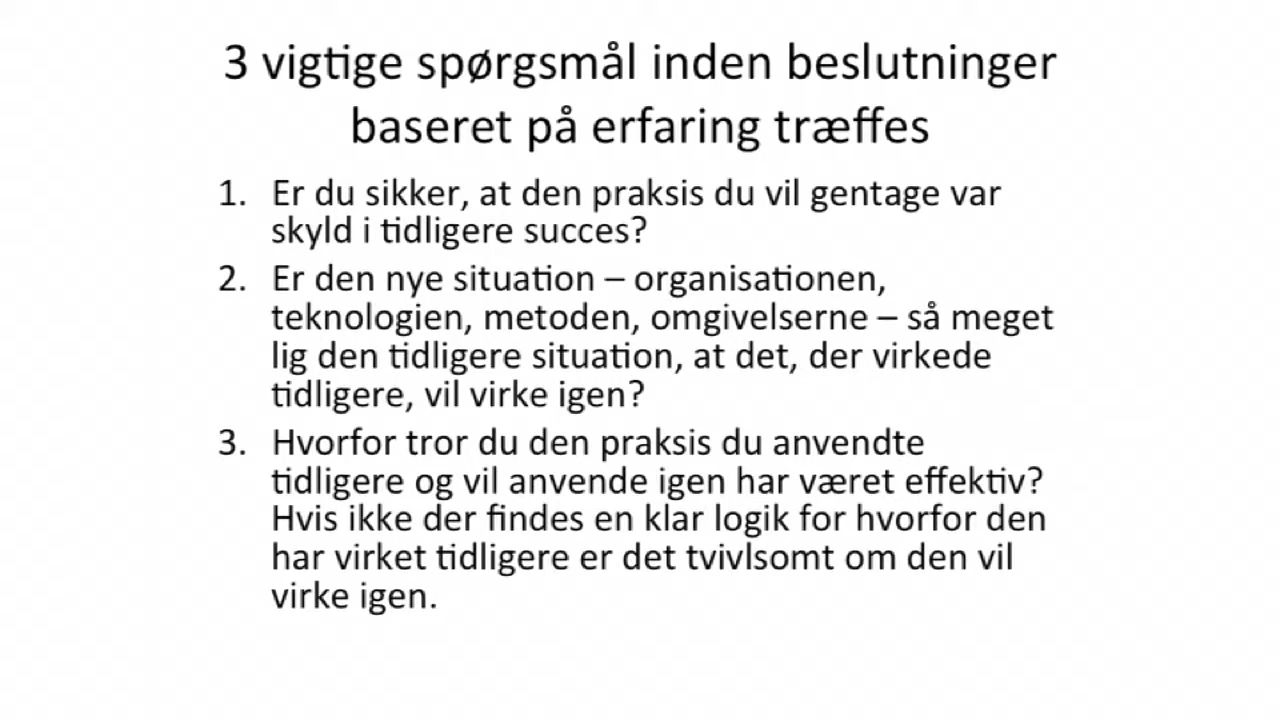 3 vigtige spørgsmål inden beslutninger
baseret på erfaring træffes
1. Er du sikker, at den praksis du vil gentage var
skyld i tidligere succes?
2. Er den nye situation – organisationen,
teknologien, metoden, omgivelserne – så meget
lig den tidligere situation, at det, der virkede
tidligere, vil virke igen?
3. Hvorfor tror du den praksis du anvendte
tidligere og vil anvende igen har været effektiv?
Hvis ikke der findes en klar logik for hvorfor den
har virket tidligere er det tvivlsomt om den vil
virke igen.